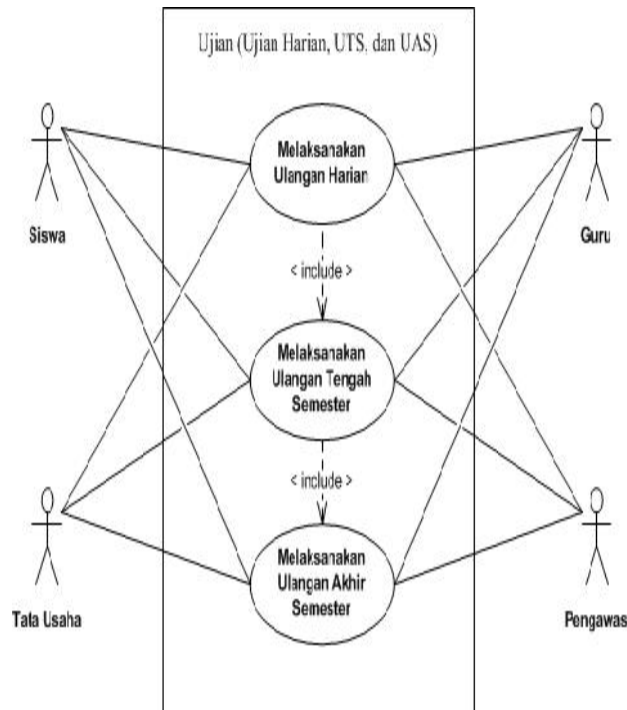 Ujian (Ujian Harian, UTS, dan UAS)
Melaksanakan
Ulangan Harian
Siswa
Guru
< include >
Melaksanakan
Ulangan Tengah
Semester
< include >
Melaksanakan
Ulangan Akhir
Semester
Tata Usaha
Pengawas